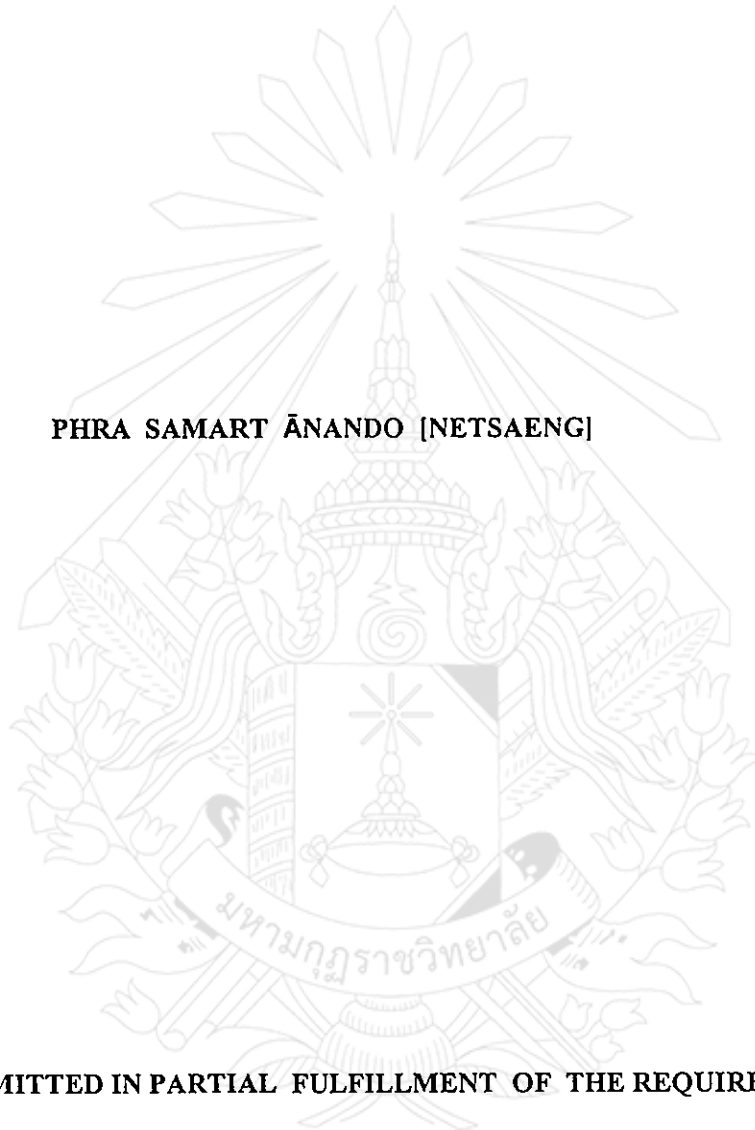 PHRA SAMART ĀNANDO [NETSAENG]
มหามกุฏราชวิทยาลัย
MITTED IN PARTIAL FULFILLMENT OF THE REQUIRE